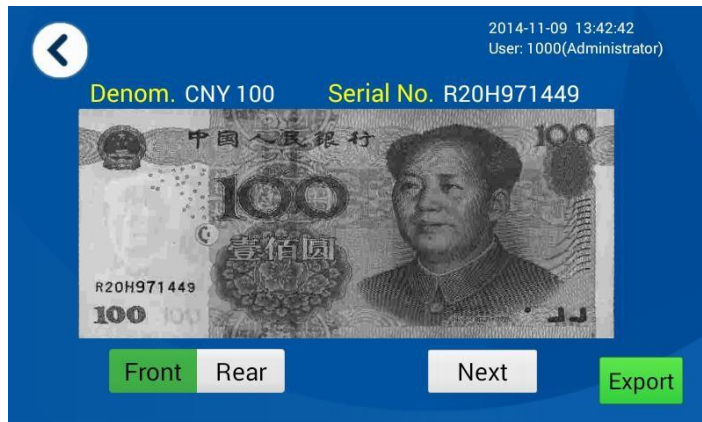 2014-11-09 13:42:42
User: 1000(Administrator)
Denom. CNY 100 Serial No. R20H971449
中国人民银行 100
100
壹佰圆
R20H971449
100
Front Rear Next Export